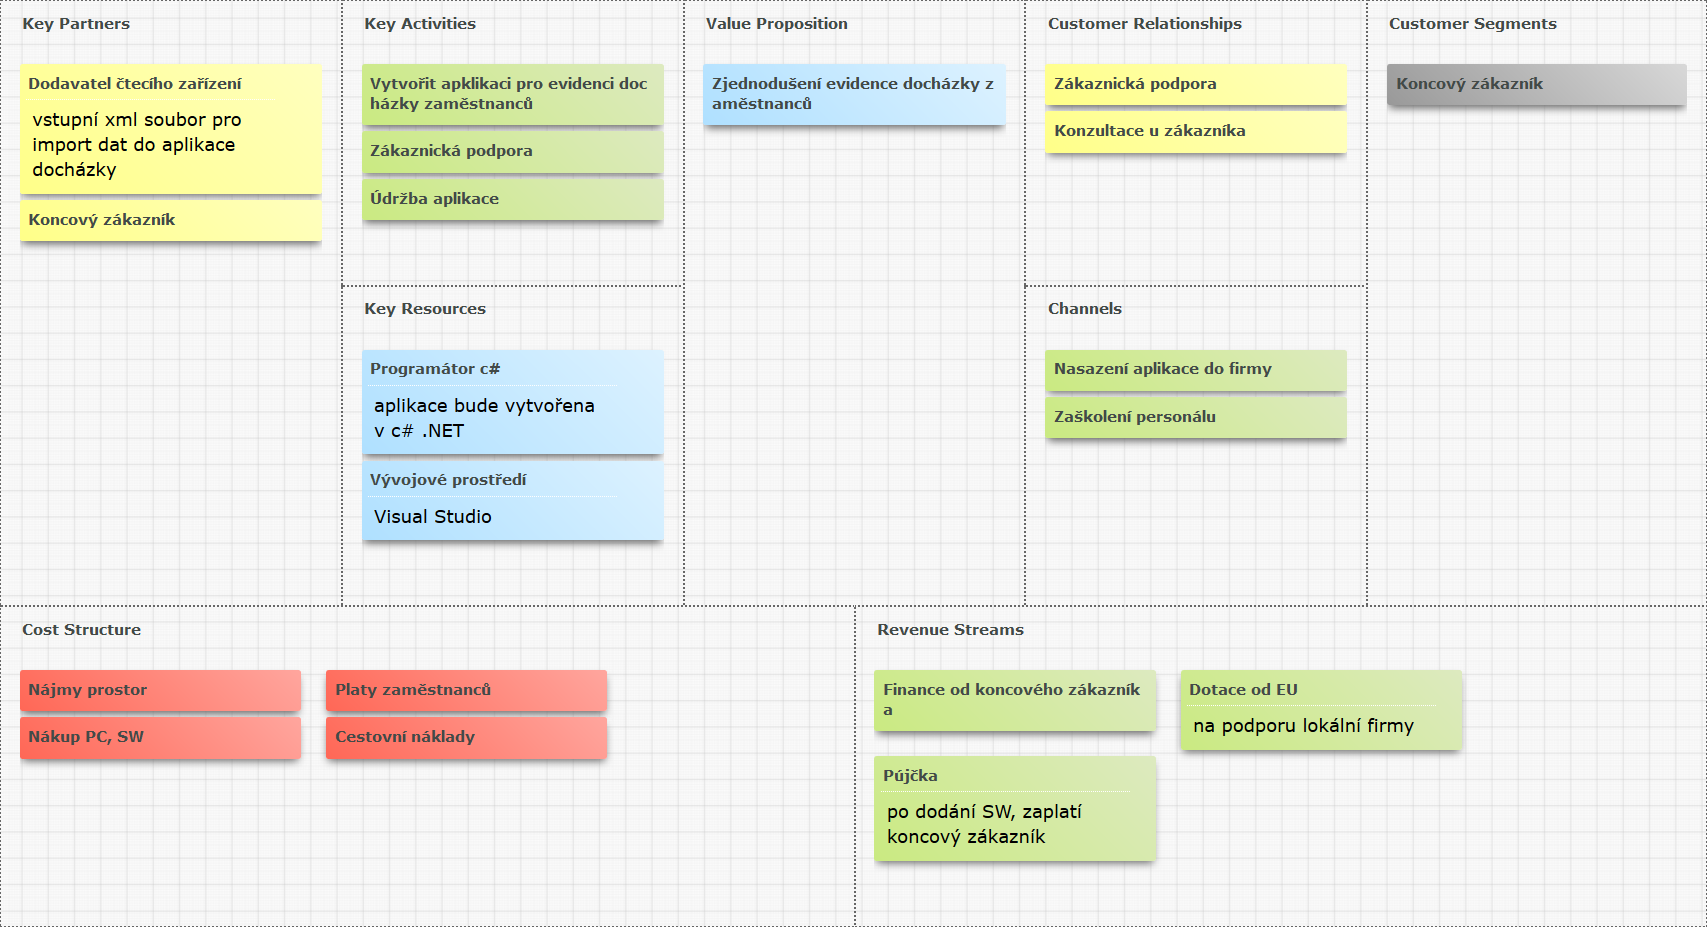 Key Partners
Dodavatel čtecího zařízení
vstupní xml soubor pro
import dat do aplikace
docházky
Koncový zákazník
Key Activities
Vytvořit apklikaci pro evidenci doc
házky zaměstnanců
Zákaznická podpora
Údržba aplikace
Key Resources
Programátor c#
aplikace bude vytvořena
v c# .NET
Vývojové prostředí
Visual Studio
Value Proposition
Zjednodušení evidence docházky z
aměstnanců
Customer Relationships
Zákaznická podpora
Konzultace u zákazníka
Channels
Nasazení aplikace do firmy
Zaškolení personálu
Customer Segments
Koncový zákazník
Cost Structure
Nájmy prostor
Platy zaměstnanců
Nákup PC, SW
Cestovní náklady
Revenue Streams
Finance od koncového zákazník
a
Dotace od EU
na podporu lokální firmy
Pújčka
po dodání SW, zaplatí
koncový zákazník